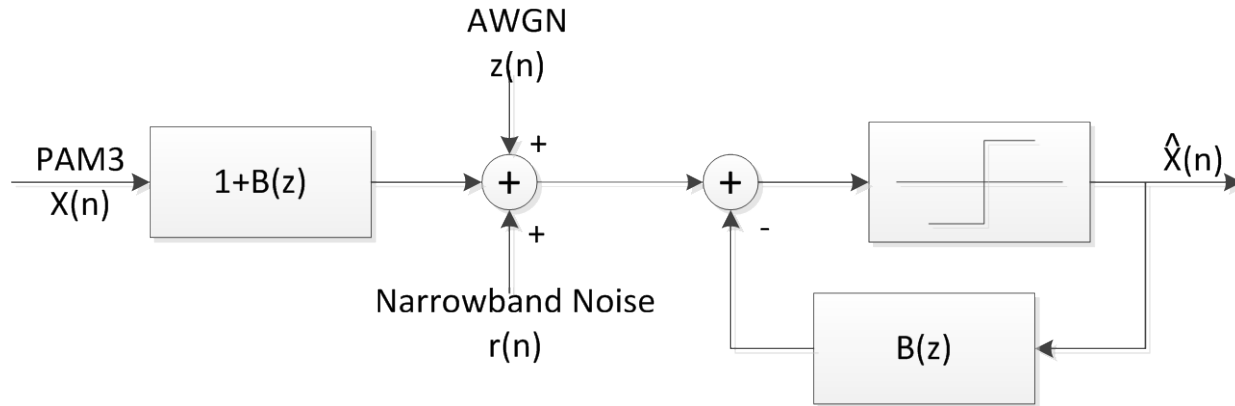 AWGN
z(n)
+
PAM3
X(n)
1+B(z)
+
+
Narrowband Noise
r(n)
+
-
^
X(n)
B(z)